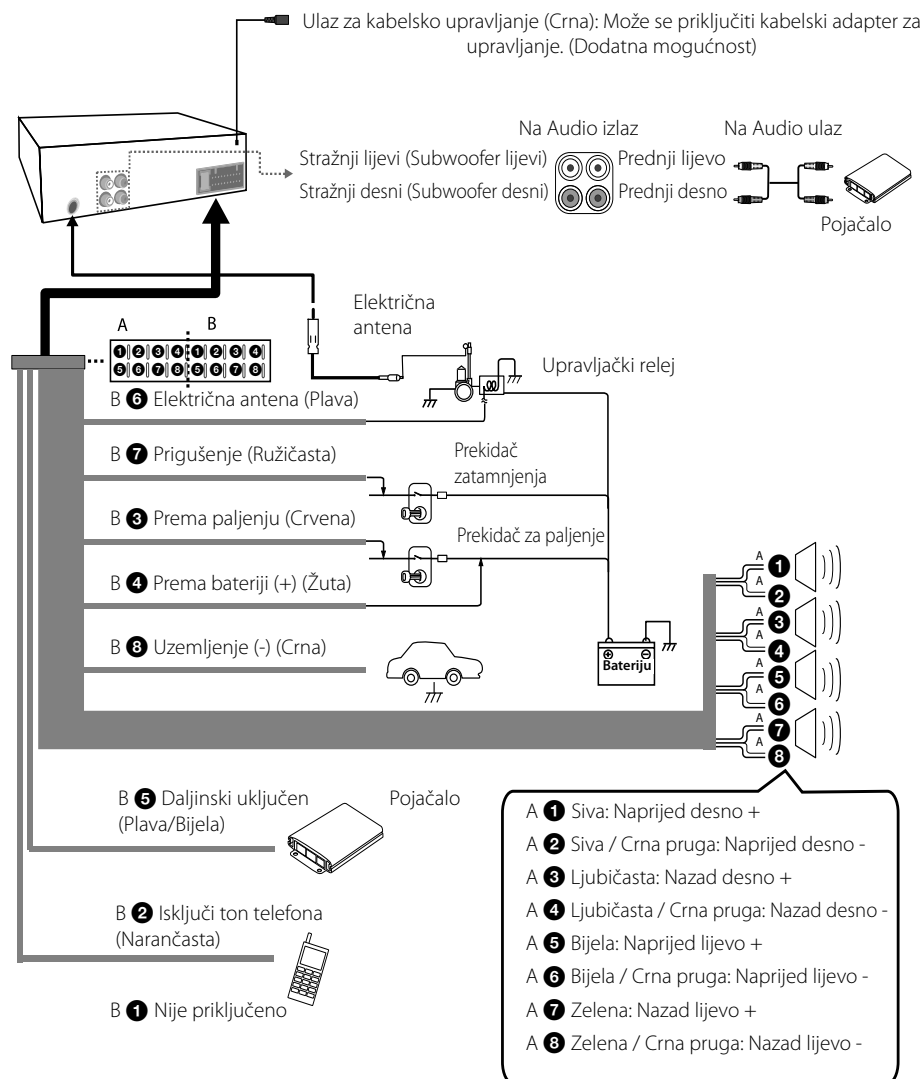 Ulaz za kabelsko upravljanje (Crna): Može se priključiti kabelski adapter za
upravljanje. (Dodatna mogućnost)
Na Audio izlaz
Na Audio ulaz
Stražnji lijevi (Subwoofer lijevi)
Prednji lijevo
Stražnji desni (Subwoofer desni)
Prednji desno
Pojačalo
Električna
antena
A B
1 2 3 4 1 2 3 4
5 6 7 8 5 6 7 8
Upravljački relej
B 6 Električna antena (Plava)
B 7 Prigušenje (Ružičasta)
Prekidač
zatamnjenja
B 3 Prema paljenju (Crvena)
Prekidač za paljenje
B 4 Prema bateriji (+) (Žuta)
B 8 Uzemljenje (-) (Crna)
Bateriju
A 1
A 2
A 3
A 4
A 5
A 6
A 7
A 8
B 5 Daljinski uključen
(Plava/Bijela)
Pojačalo
B 2 Isključi ton telefona
(Narančasta)
B 1 Nije priključeno
A 1 Siva: Naprijed desno +
A 2 Siva / Crna pruga: Naprijed desno -
A 3 Ljubičasta: Nazad desno +
A 4 Ljubičasta / Crna pruga: Nazad desno -
A 5 Bijela: Naprijed lijevo +
A 6 Bijela / Crna pruga: Naprijed lijevo -
A 7 Zelena: Nazad lijevo +
A 8 Zelena / Crna pruga: Nazad lijevo -